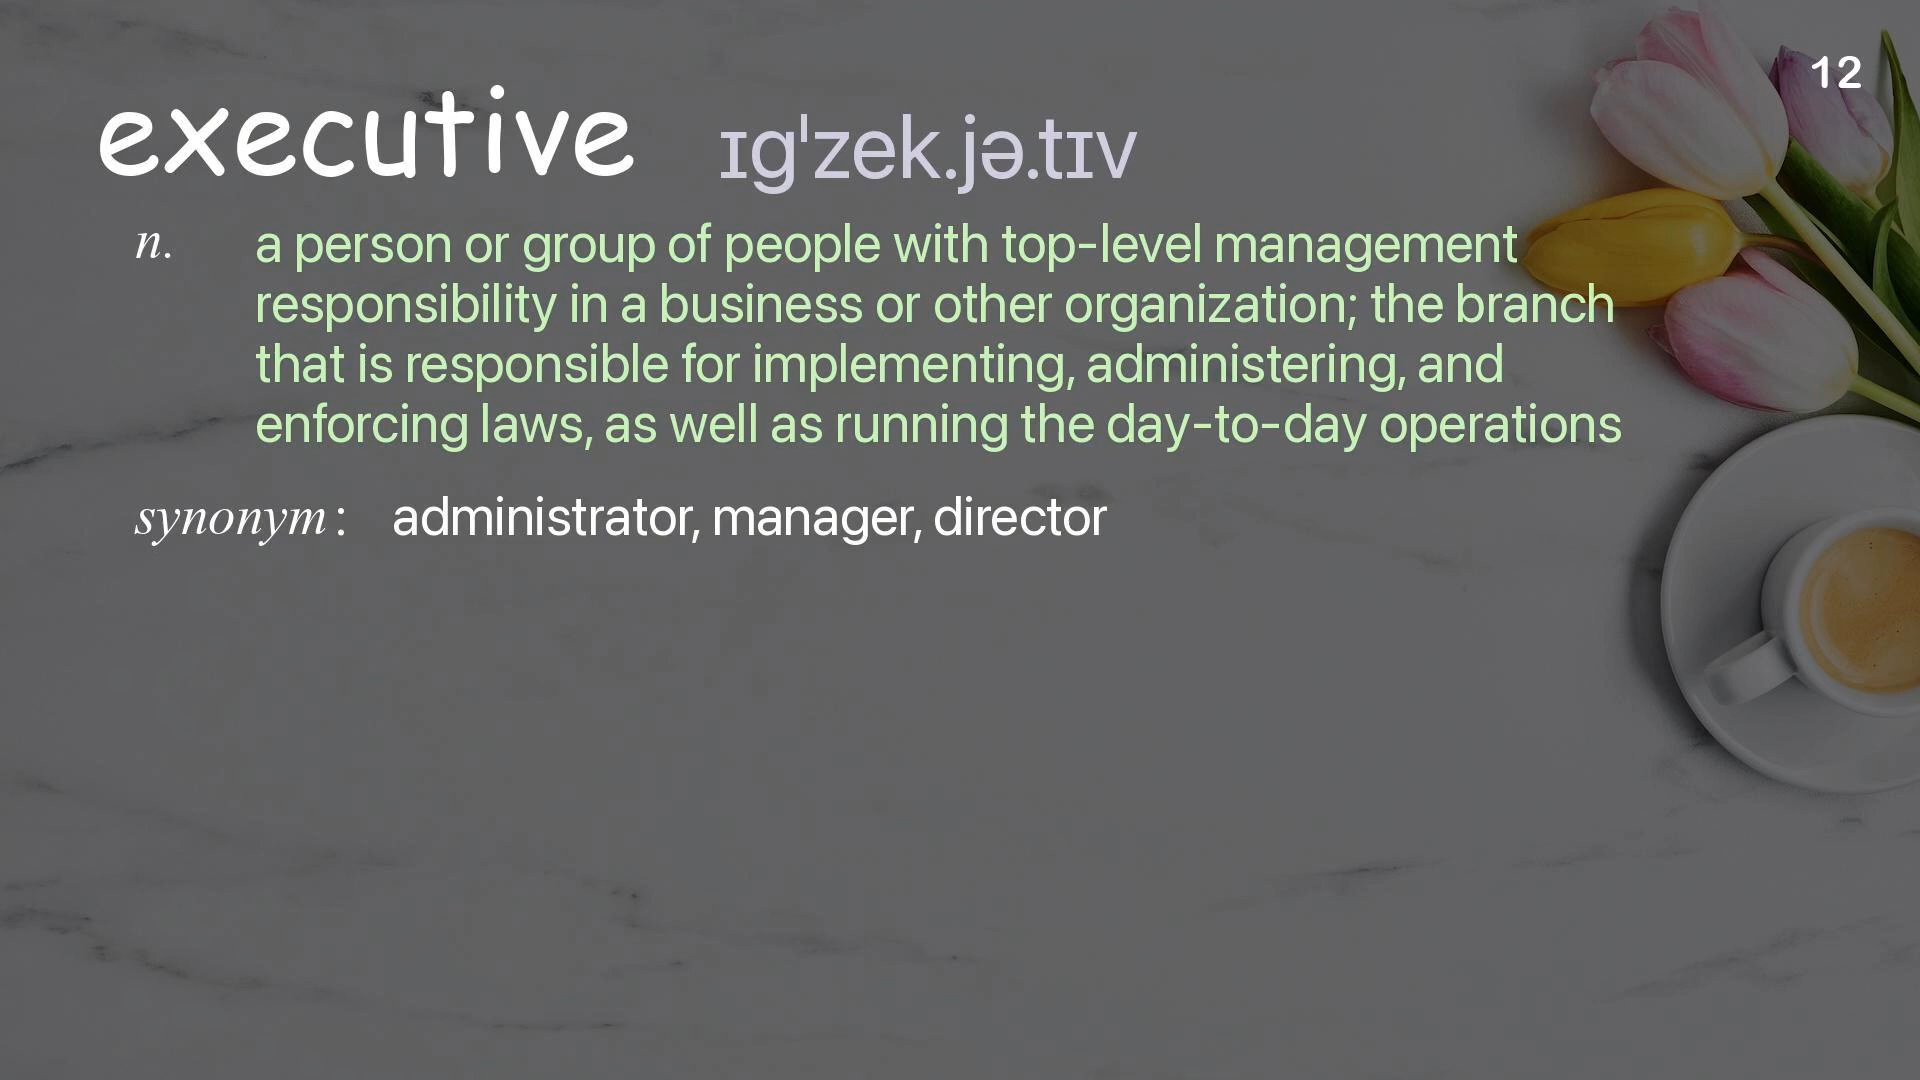 12
executive ɪɡˈzek.jə.tɪv
n. a person or group of people with top-level management
responsibility in a business or other organization; the branch
that is responsible for implementing, administering, and
enforcing laws, as well as running the day-to-day operations
synonym : administrator, manager, director